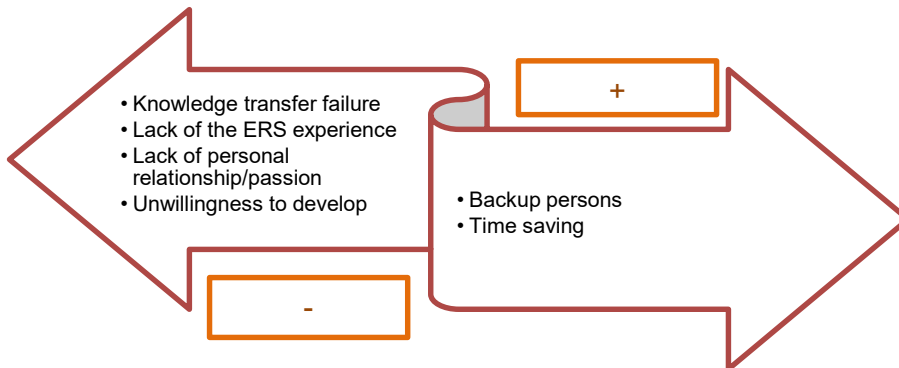 +
• Knowledge transfer failure
• Lack of the ERS experience
• Lack of personal
relationship/passion
• Unwillingness to develop
• Backup persons
• Time saving
-